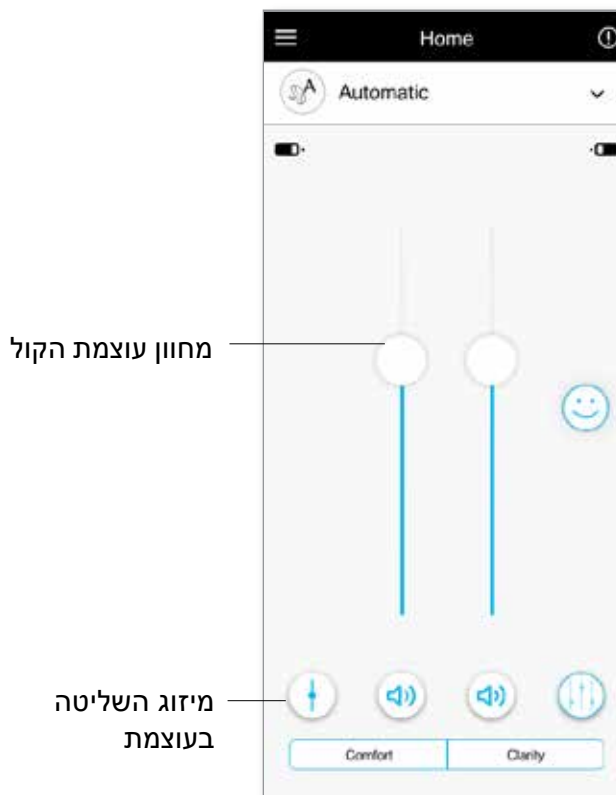 Home
Automatic
מחוון עוצמת הקול
מיזוג השליטה
בעוצמת
Comfort
Clarity